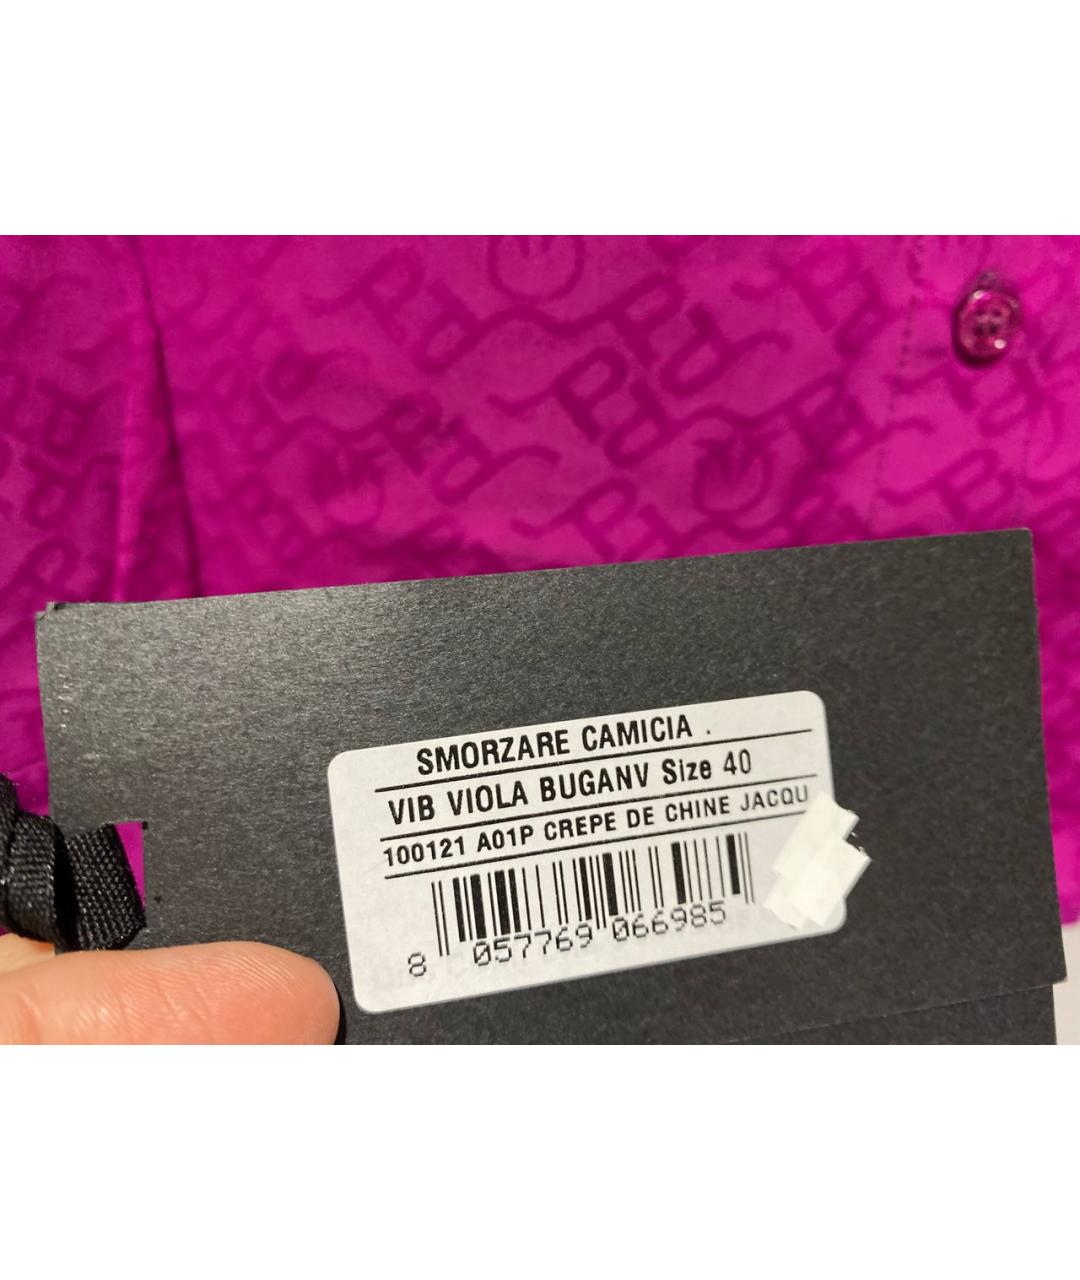 SMORZARE CAMICIA .
VIB VIOLA BUGANV Size 40
100121 A01P CREPE DE CHINE JACQU
8 057769 066985